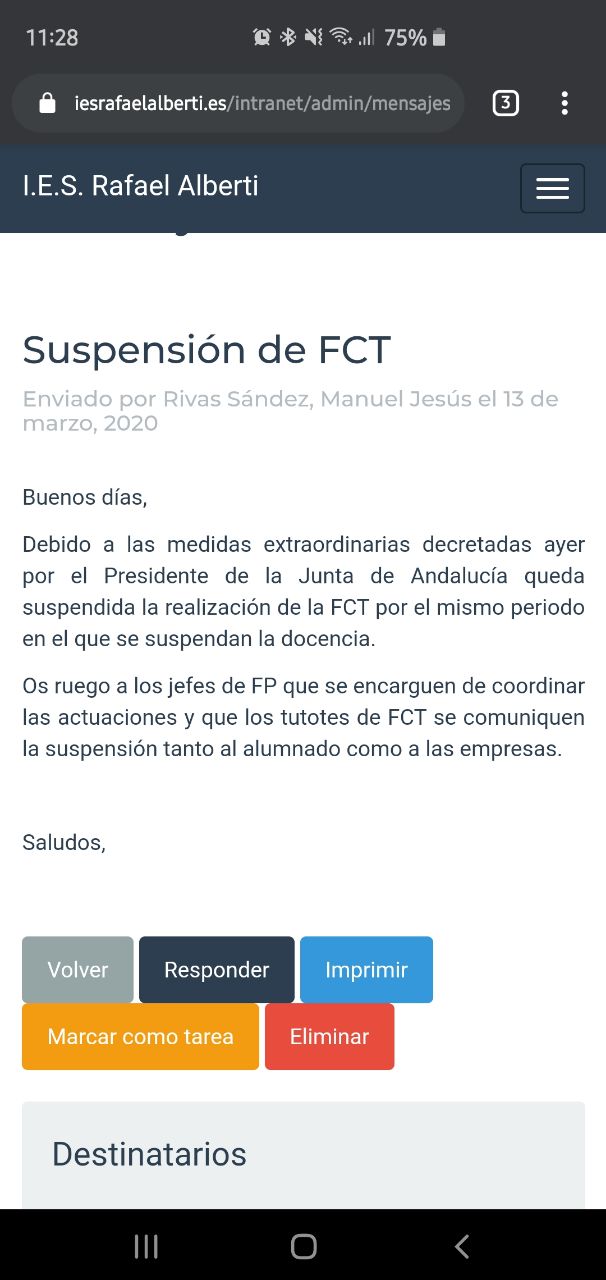 11:28
75%
iesrafaelalberti.es/intranet/admin/mensajes
3
I.E.S. Rafael Alberti
Suspensión de FCT
Enviado por Rivas Sández, Manuel Jesús el 13 de
marzo, 2020
Buenos días,
Debido a las medidas extraordinarias decretadas ayer
por el Presidente de la Junta de Andalucía queda
suspendida la realización de la FCT por el mismo periodo
en el que se suspendan la docencia.
Os ruego a los jefes de FP que se encarguen de coordinar
las actuaciones y que los tutotes de FCT se comuniquen
la suspensión tanto al alumnado como a las empresas.
Saludos,
Volver Responder Imprimir
Marcar como tarea Eliminar
Destinatarios